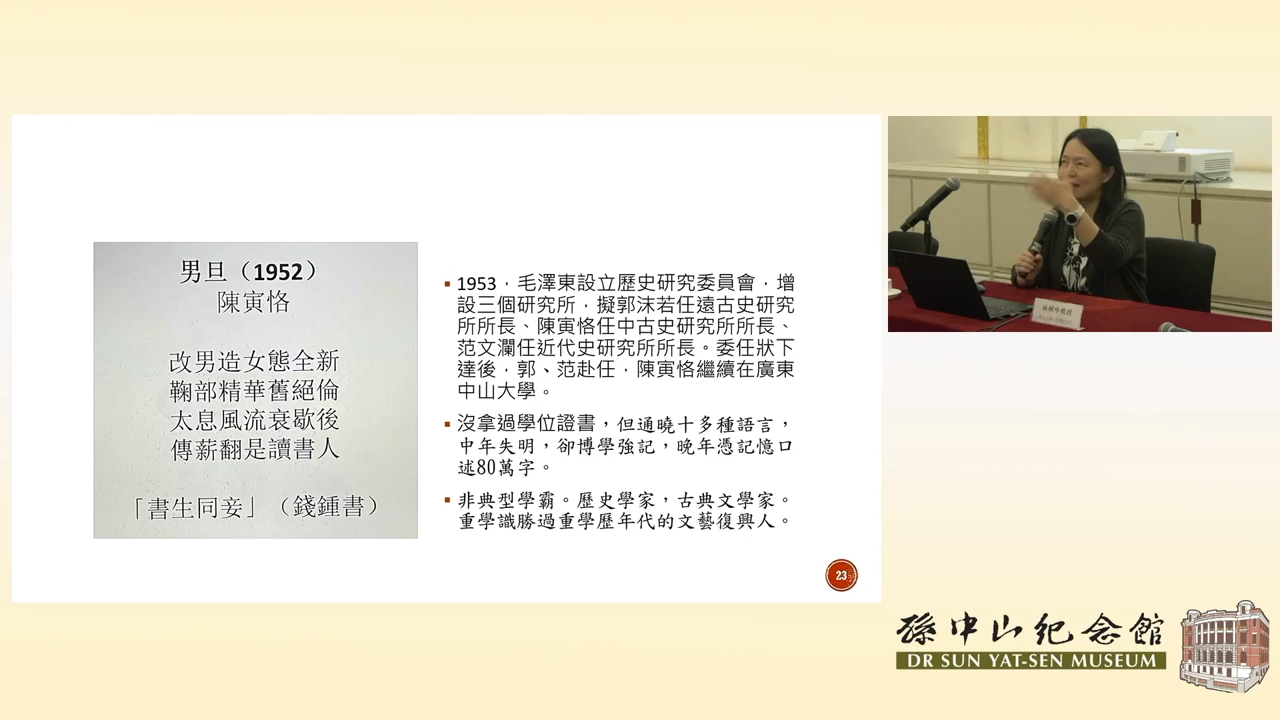 男旦（1952）
陳寅恪
改男造女態全新
鞠部精華舊絕倫
太息風流衰歇後
傳薪翻是讀書人
「書生同妾」（錢鍾書）
1953，毛澤東設立歷史研究委員會，增
設三個研究所，擬郭沫若任遠古史研究
所所長、陳寅恪任中古史研究所所長、
范文瀾任近代史研究所所長。委任狀下
達後，郭、范赴任，陳寅恪繼續在廣東
中山大學。
沒拿過學位證書，但通曉十多種語言，
中年失明，卻博學強記，晚年憑記憶口
述80萬字。
非典型學霸。歷史學家，古典文學家。
重學識勝過重學歷年代的文藝復興人。
23
孫中山紀念館
DR SUN YAT-SEN MUSEUM